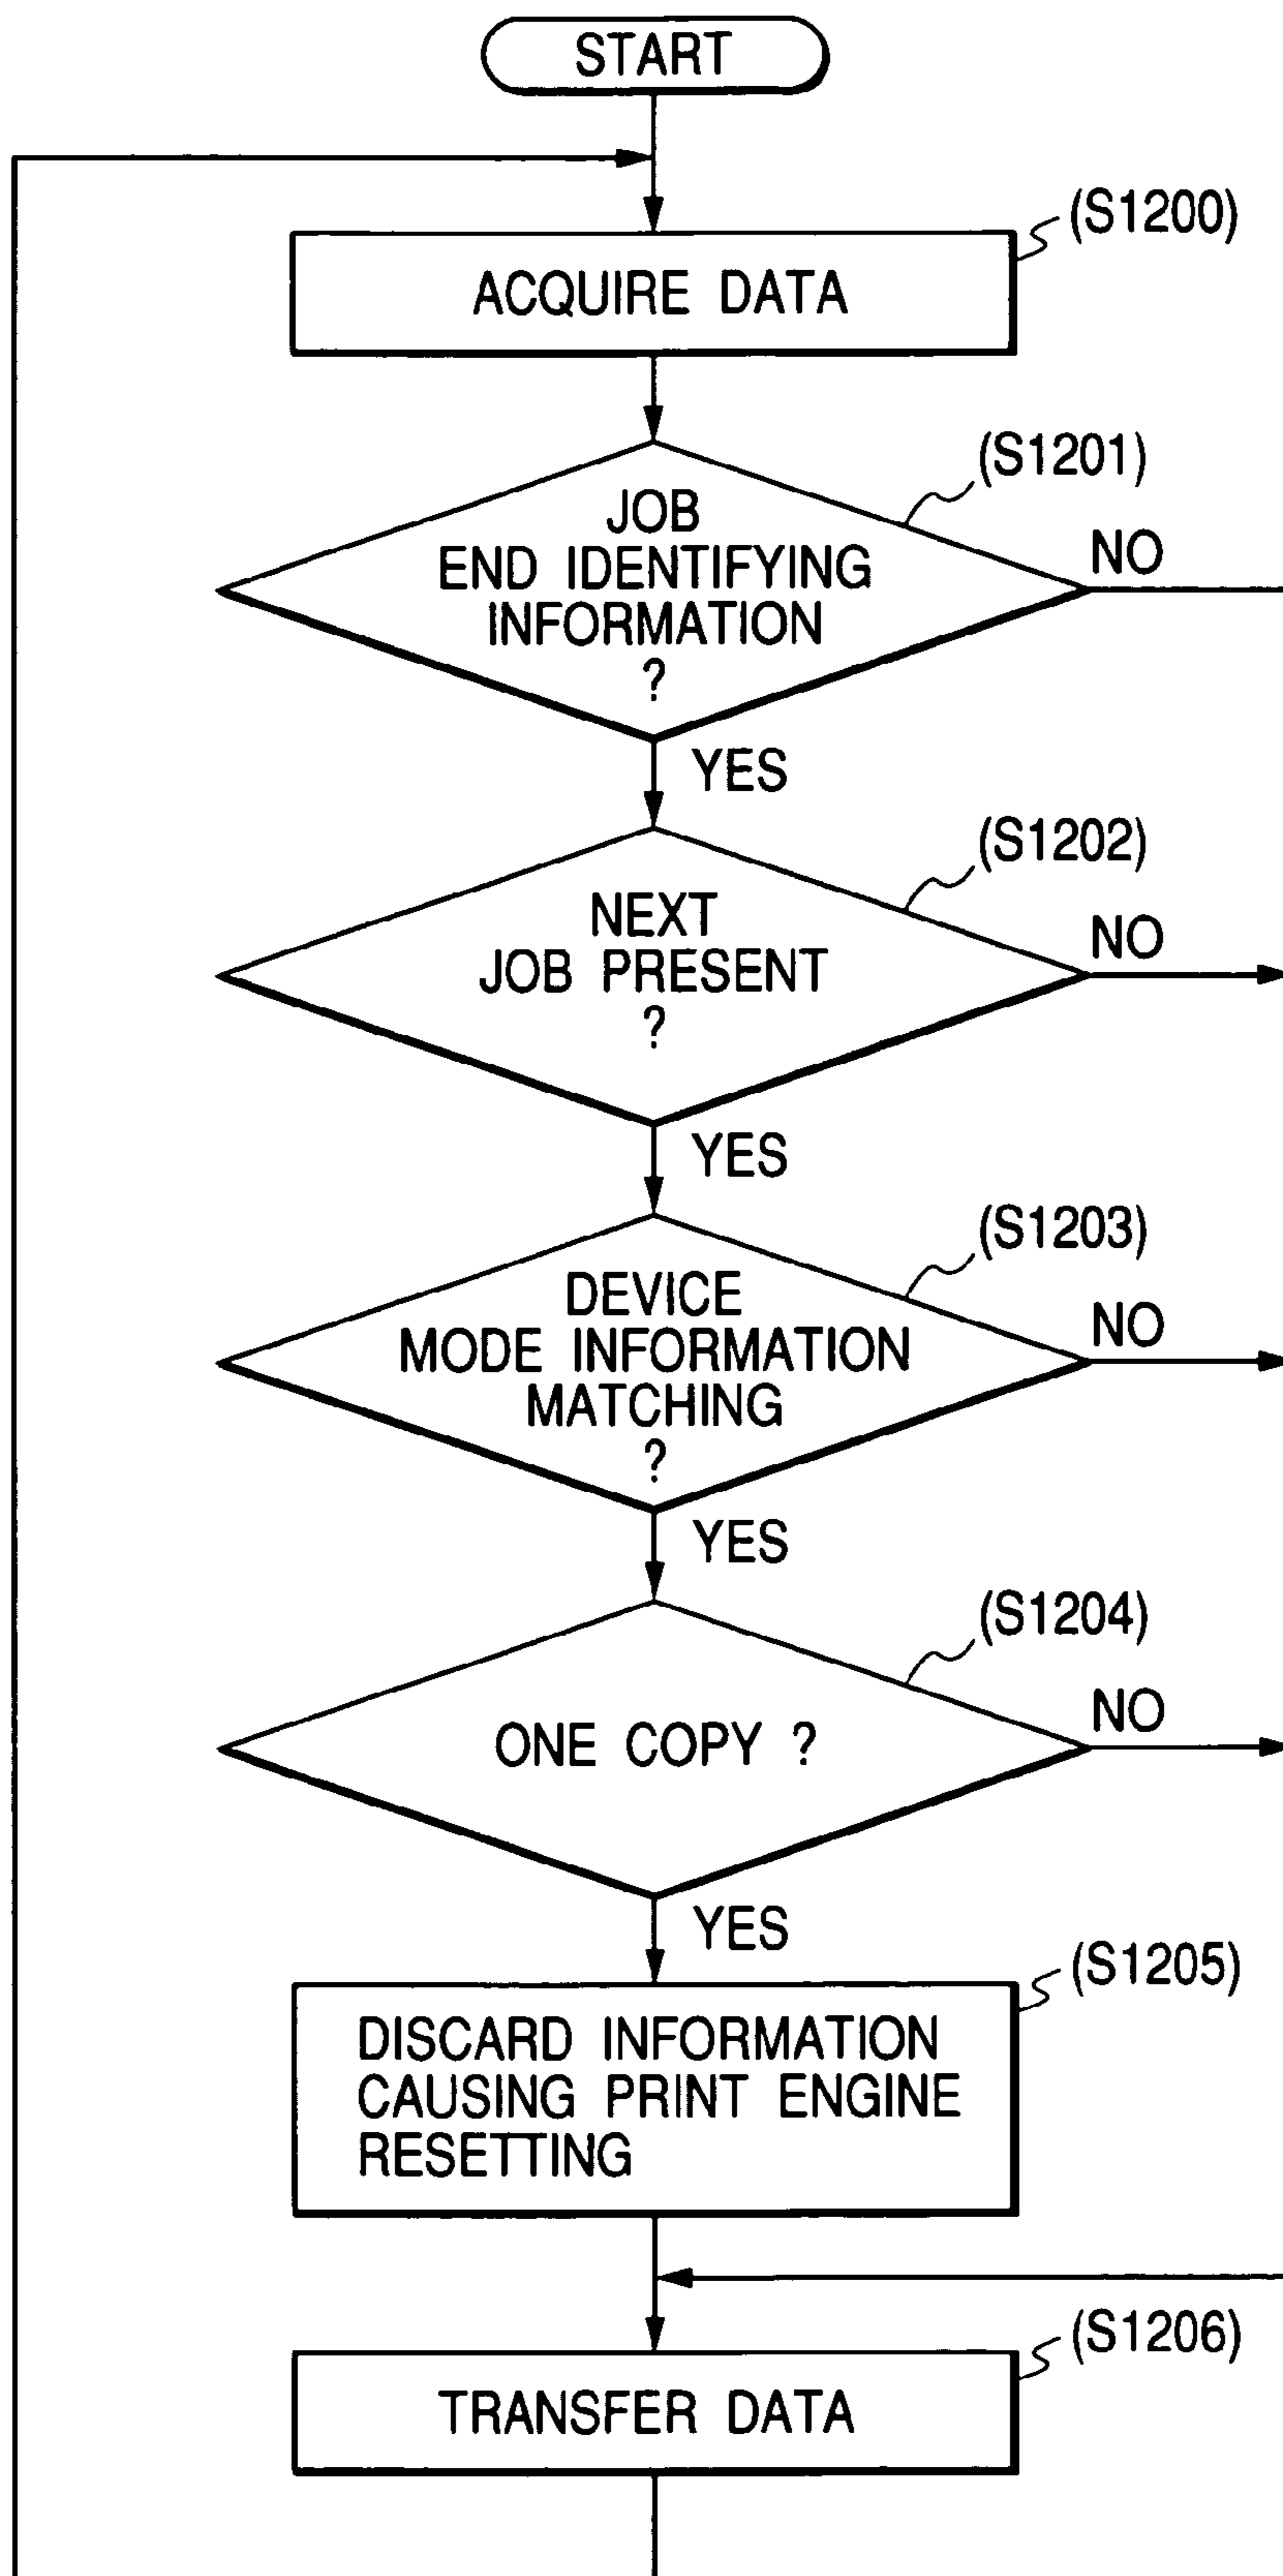 START
(S1200)
ACQUIRE DATA
(S1201)
JOB
END IDENTIFYING
INFORMATION
?
NO
YES
(S1202)
NEXT
JOB PRESENT
?
NO
YES
(S1203)
DEVICE
MODE INFORMATION
MATCHING
?
NO
YES
(S1204)
ONE COPY ?
NO
YES
(S1205)
DISCARD INFORMATION
CAUSING PRINT ENGINE
RESETTING
(S1206)
TRANSFER DATA